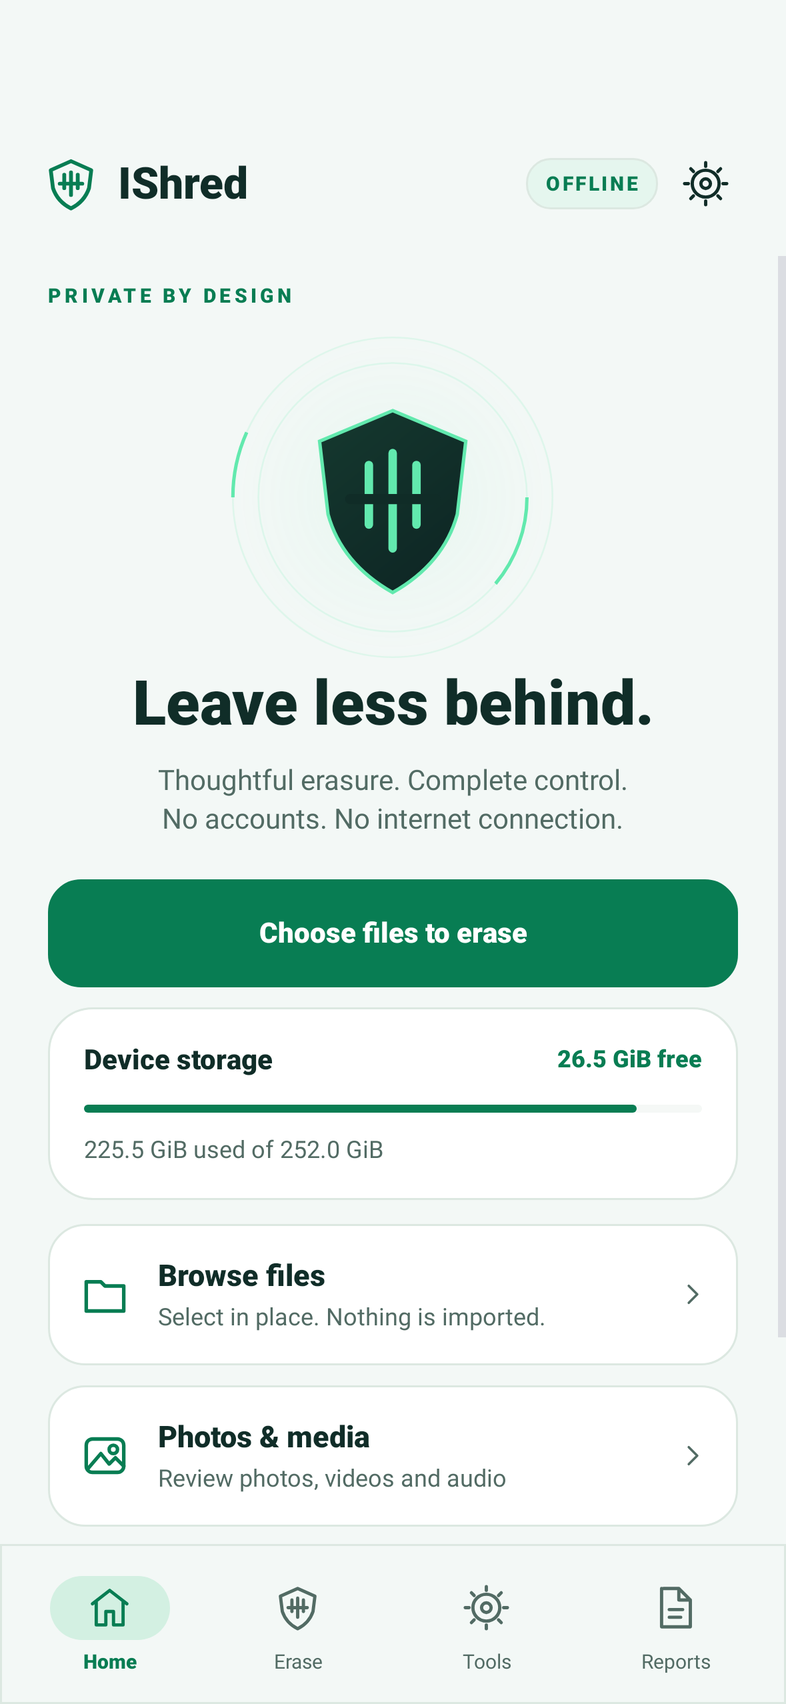 IShred
OFFLINE
PRIVATE BY DESIGN
Leave less behind.
Thoughtful erasure. Complete control.
No accounts. No internet connection.
Choose files to erase
Device storage
26.5 GiB free
225.5 GiB used of 252.0 GiB
Browse files
Select in place. Nothing is imported.
Photos & media
Review photos, videos and audio
Home
Erase
Tools
Reports